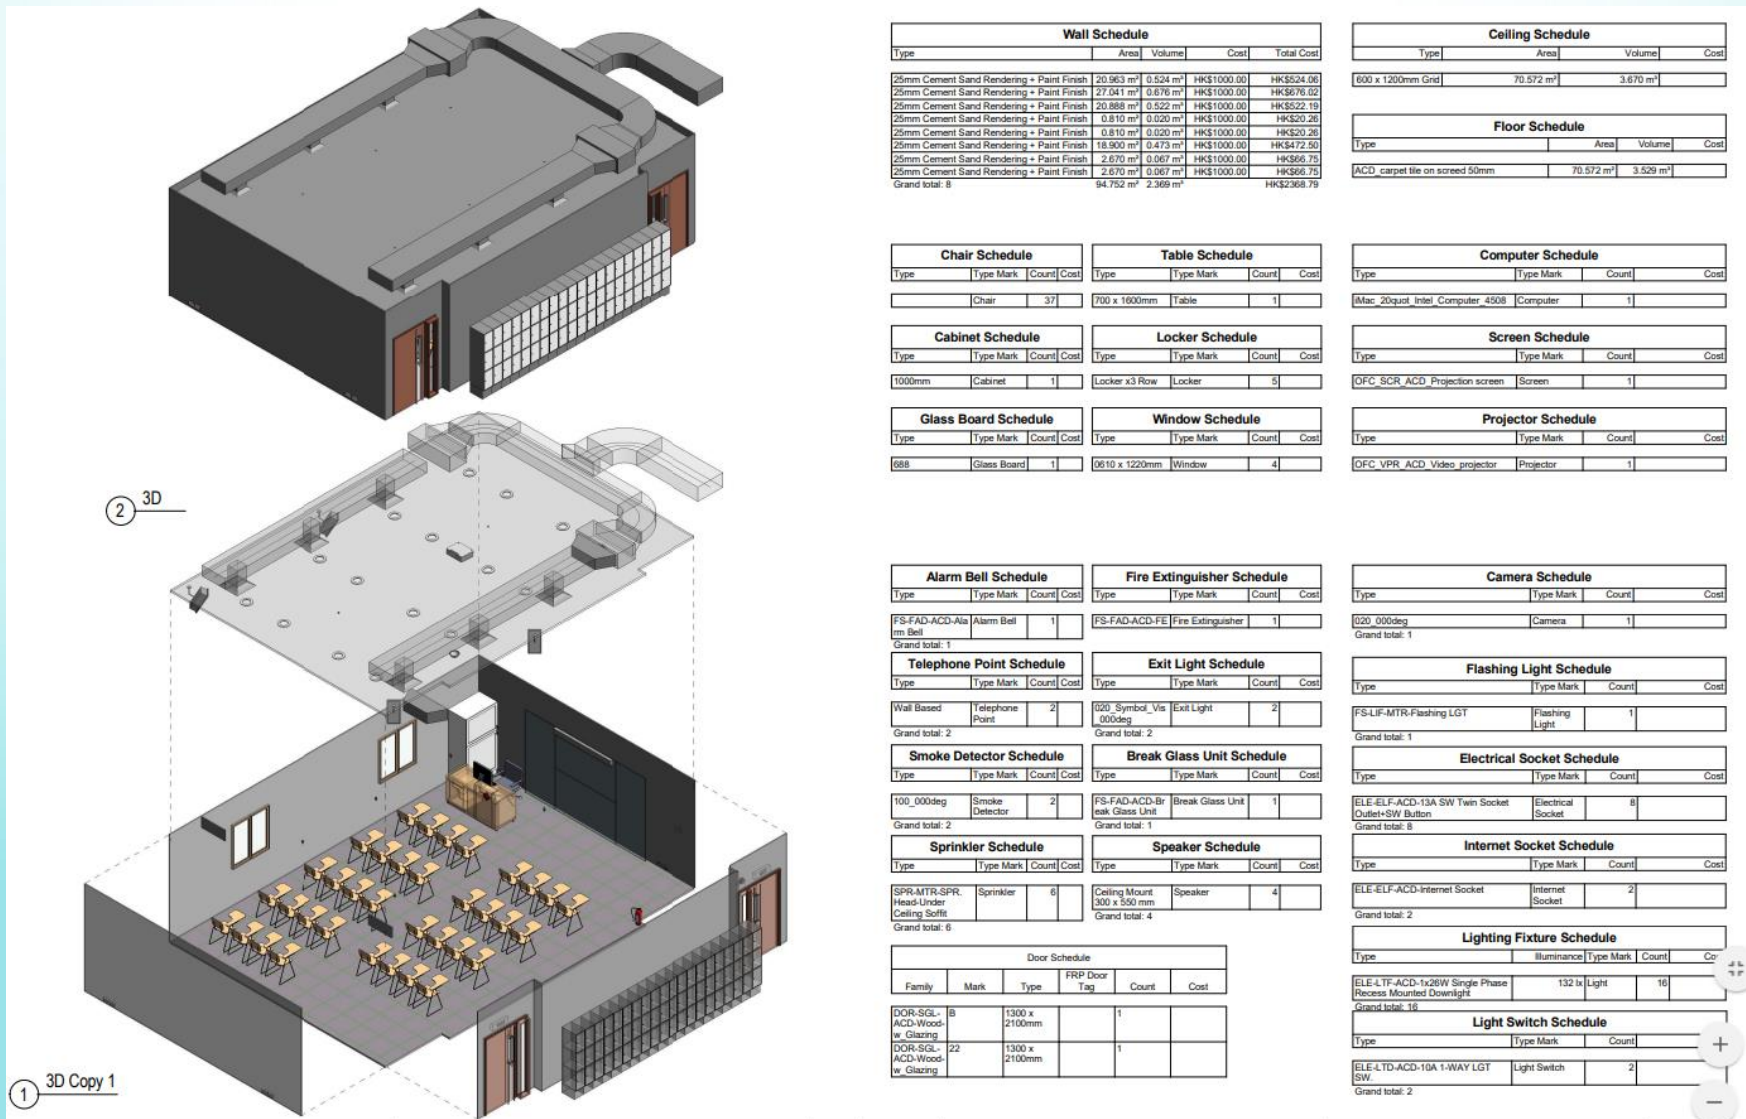 2
3D
1
3D Copy 1
Wall Schedule
Type Area Volume Cost Total Cost
25mm Cement Sand Rendering + Paint Finish 20.963 m² 0.524 m³ HK$1000.00 HK$524.06
25mm Cement Sand Rendering + Paint Finish 27.041 m² 0.676 m³ HK$1000.00 HK$676.02
25mm Cement Sand Rendering + Paint Finish 20.888 m² 0.522 m³ HK$1000.00 HK$522.19
25mm Cement Sand Rendering + Paint Finish 0.810 m² 0.020 m³ HK$1000.00 HK$20.26
25mm Cement Sand Rendering + Paint Finish 0.810 m² 0.020 m³ HK$1000.00 HK$20.26
25mm Cement Sand Rendering + Paint Finish 18.900 m² 0.473 m³ HK$1000.00 HK$472.50
25mm Cement Sand Rendering + Paint Finish 2.670 m² 0.067 m³ HK$1000.00 HK$66.75
25mm Cement Sand Rendering + Paint Finish 2.670 m² 0.067 m³ HK$1000.00 HK$66.75
Grand total: 8 94.752 m² 2.369 m³ HK$2368.79
Ceiling Schedule
Type Area Volume Cost
600 x 1200mm Grid 70.572 m² 3.670 m³
Floor Schedule
Type Area Volume Cost
ACD_carpet tile on screed 50mm 70.572 m² 3.529 m³
Chair Schedule
Type Type Mark Count Cost
Chair 37
Table Schedule
Type Type Mark Count Cost
700 x 1600mm Table 1
Computer Schedule
Type Type Mark Count Cost
iMac_20quot_Intel_Computer_4508 Computer 1
Cabinet Schedule
Type Type Mark Count Cost
1000mm Cabinet 1
Locker Schedule
Type Type Mark Count Cost
Locker x3 Row Locker 5
Screen Schedule
Type Type Mark Count Cost
OFC_SCR_ACD_Projection screen Screen 1
Glass Board Schedule
Type Type Mark Count Cost
688 Glass Board 1
Window Schedule
Type Type Mark Count Cost
0610 x 1220mm Window 4
Projector Schedule
Type Type Mark Count Cost
OFC_VPR_ACD_Video_projector Projector 1
Alarm Bell Schedule
Type Type Mark Count Cost
FS-FAD-ACD-Ala Alarm Bell 1
rm Bell
Grand total: 1
Fire Extinguisher Schedule
Type Type Mark Count Cost
FS-FAD-ACD-FE Fire Extinguisher 1
Camera Schedule
Type Type Mark Count Cost
020_000deg Camera 1
Grand total: 1
Telephone Point Schedule
Type Type Mark Count Cost
Wall Based Telephone 2
Point
Grand total: 2
Exit Light Schedule
Type Type Mark Count Cost
020_Symbol_Vis Exit Light 2
_000deg
Grand total: 2
Flashing Light Schedule
Type Type Mark Count Cost
FS-LIF-MTR-Flashing LGT Flashing 1
Light
Grand total: 1
Smoke Detector Schedule
Type Type Mark Count Cost
100_000deg Smoke 2
Detector
Grand total: 2
Break Glass Unit Schedule
Type Type Mark Count Cost
FS-FAD-ACD-Br Break Glass Unit 1
eak Glass Unit
Grand total: 1
Electrical Socket Schedule
Type Type Mark Count Cost
ELE-ELF-ACD-13A SW Twin Socket Electrical 8
Outlet+SW Button Socket
Grand total: 8
Sprinkler Schedule
Type Type Mark Count Cost
SPR-MTR-SPR. Sprinkler 6
Head-Under
Ceiling Soffit
Grand total: 6
Speaker Schedule
Type Type Mark Count Cost
Ceiling Mount Speaker 4
300 x 550 mm
Grand total: 4
Internet Socket Schedule
Type Type Mark Count Cost
ELE-ELF-ACD-Internet Socket Internet 2
Socket
Grand total: 2
Door Schedule
Family Mark Type FRP Door Tag Count Cost
DOR-SGL- B 1300 x 1
ACD-Wood- 2100mm
w_Glazing
DOR-SGL- 22 1300 x 1
ACD-Wood- 2100mm
w_Glazing
Lighting Fixture Schedule
Type Illuminance Type Mark Count Co
ELE-LTF-ACD-1x26W Single Phase 132 lx Light 16
Recess Mounted Downlight
Grand total: 16
Light Switch Schedule
Type Type Mark Count
ELE-LTD-ACD-10A 1-WAY LGT Light Switch 2
SW.
Grand total: 2